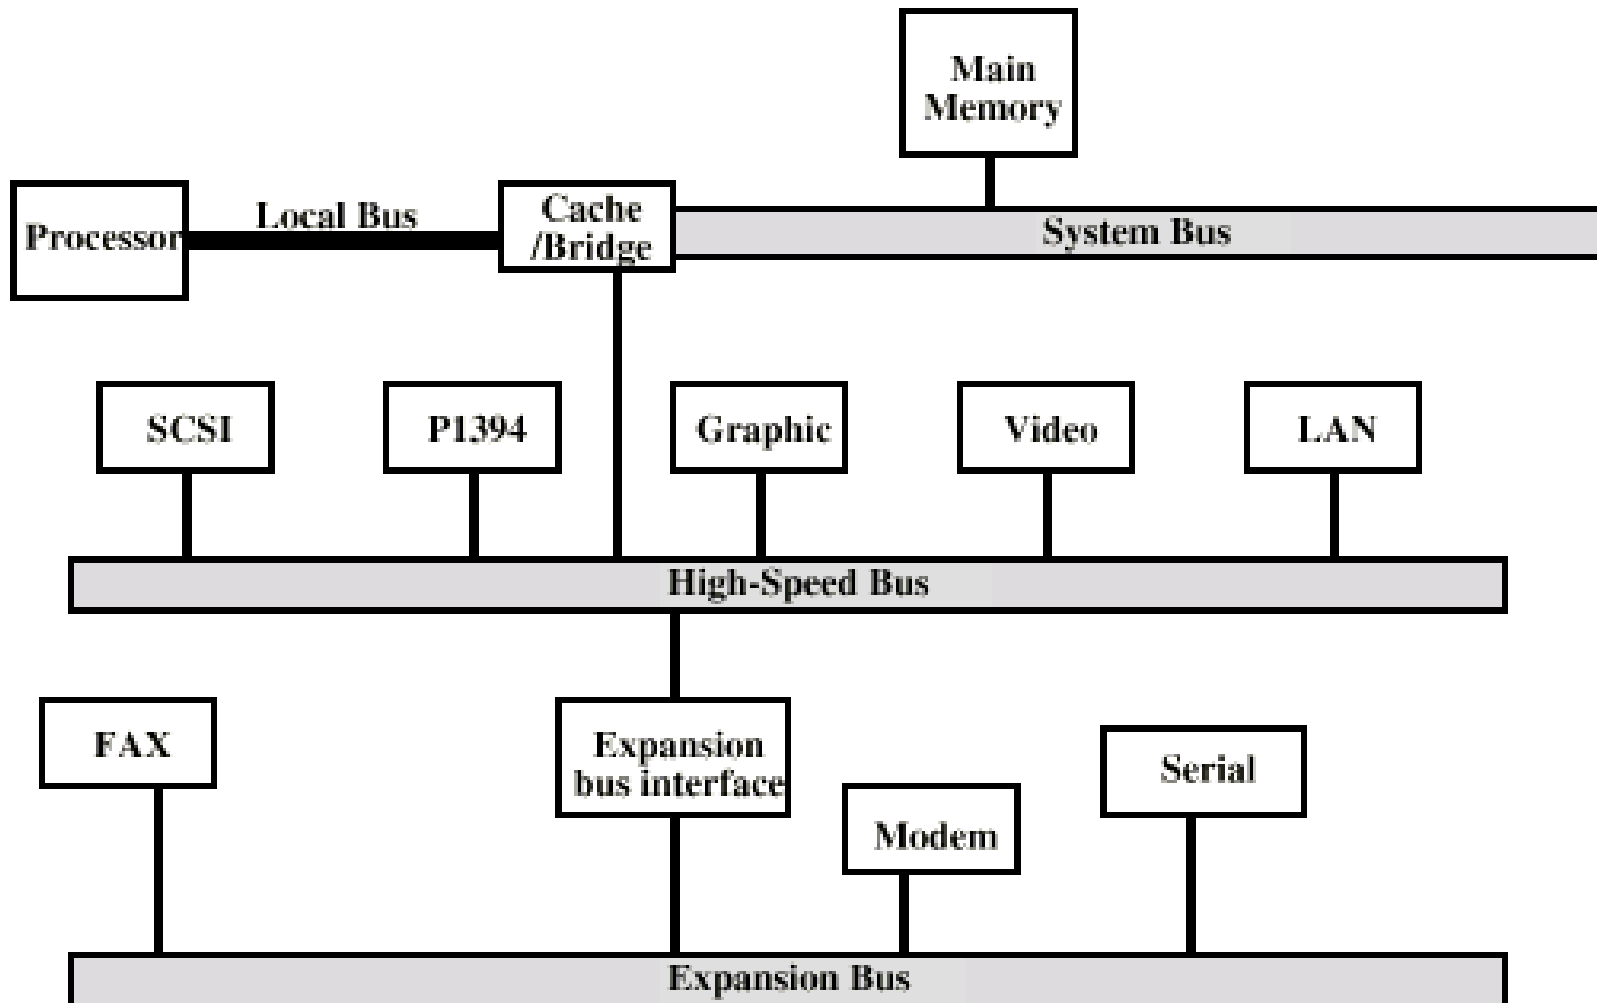 Main
Memory
Processor
Local Bus
Cache
/Bridge
System Bus
SCSI
P1394
Graphic
Video
LAN
High-Speed Bus
FAX
Expansion
bus interface
Modem
Serial
Expansion Bus